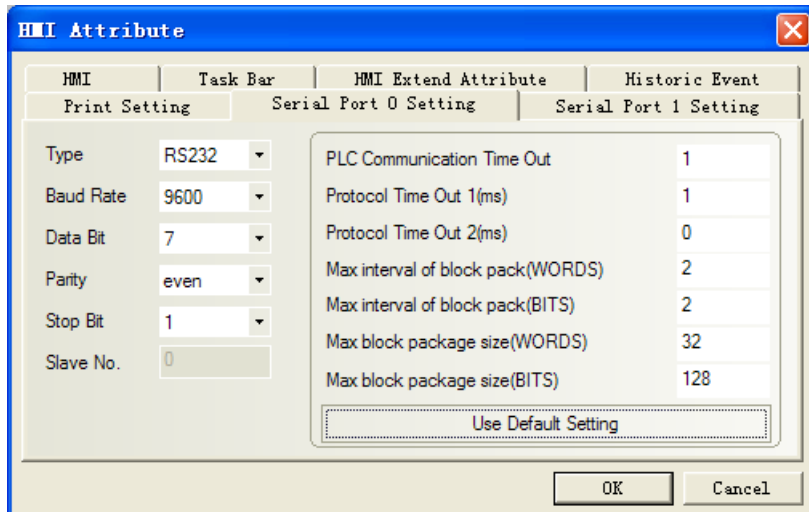 HMI Attribute
HMI Task Bar HMI Extend Attribute Historic Event
Print Setting Serial Port 0 Setting Serial Port 1 Setting
Type RS232
Baud Rate 9600
Data Bit 7
Parity even
Stop Bit 1
Slave No. 0
PLC Communication Time Out 1
Protocol Time Out 1(ms) 1
Protocol Time Out 2(ms) 0
Max interval of block pack(WORDS) 2
Max interval of block pack(BITS) 2
Max block package size(WORDS) 32
Max block package size(BITS) 128
Use Default Setting
OK Cancel